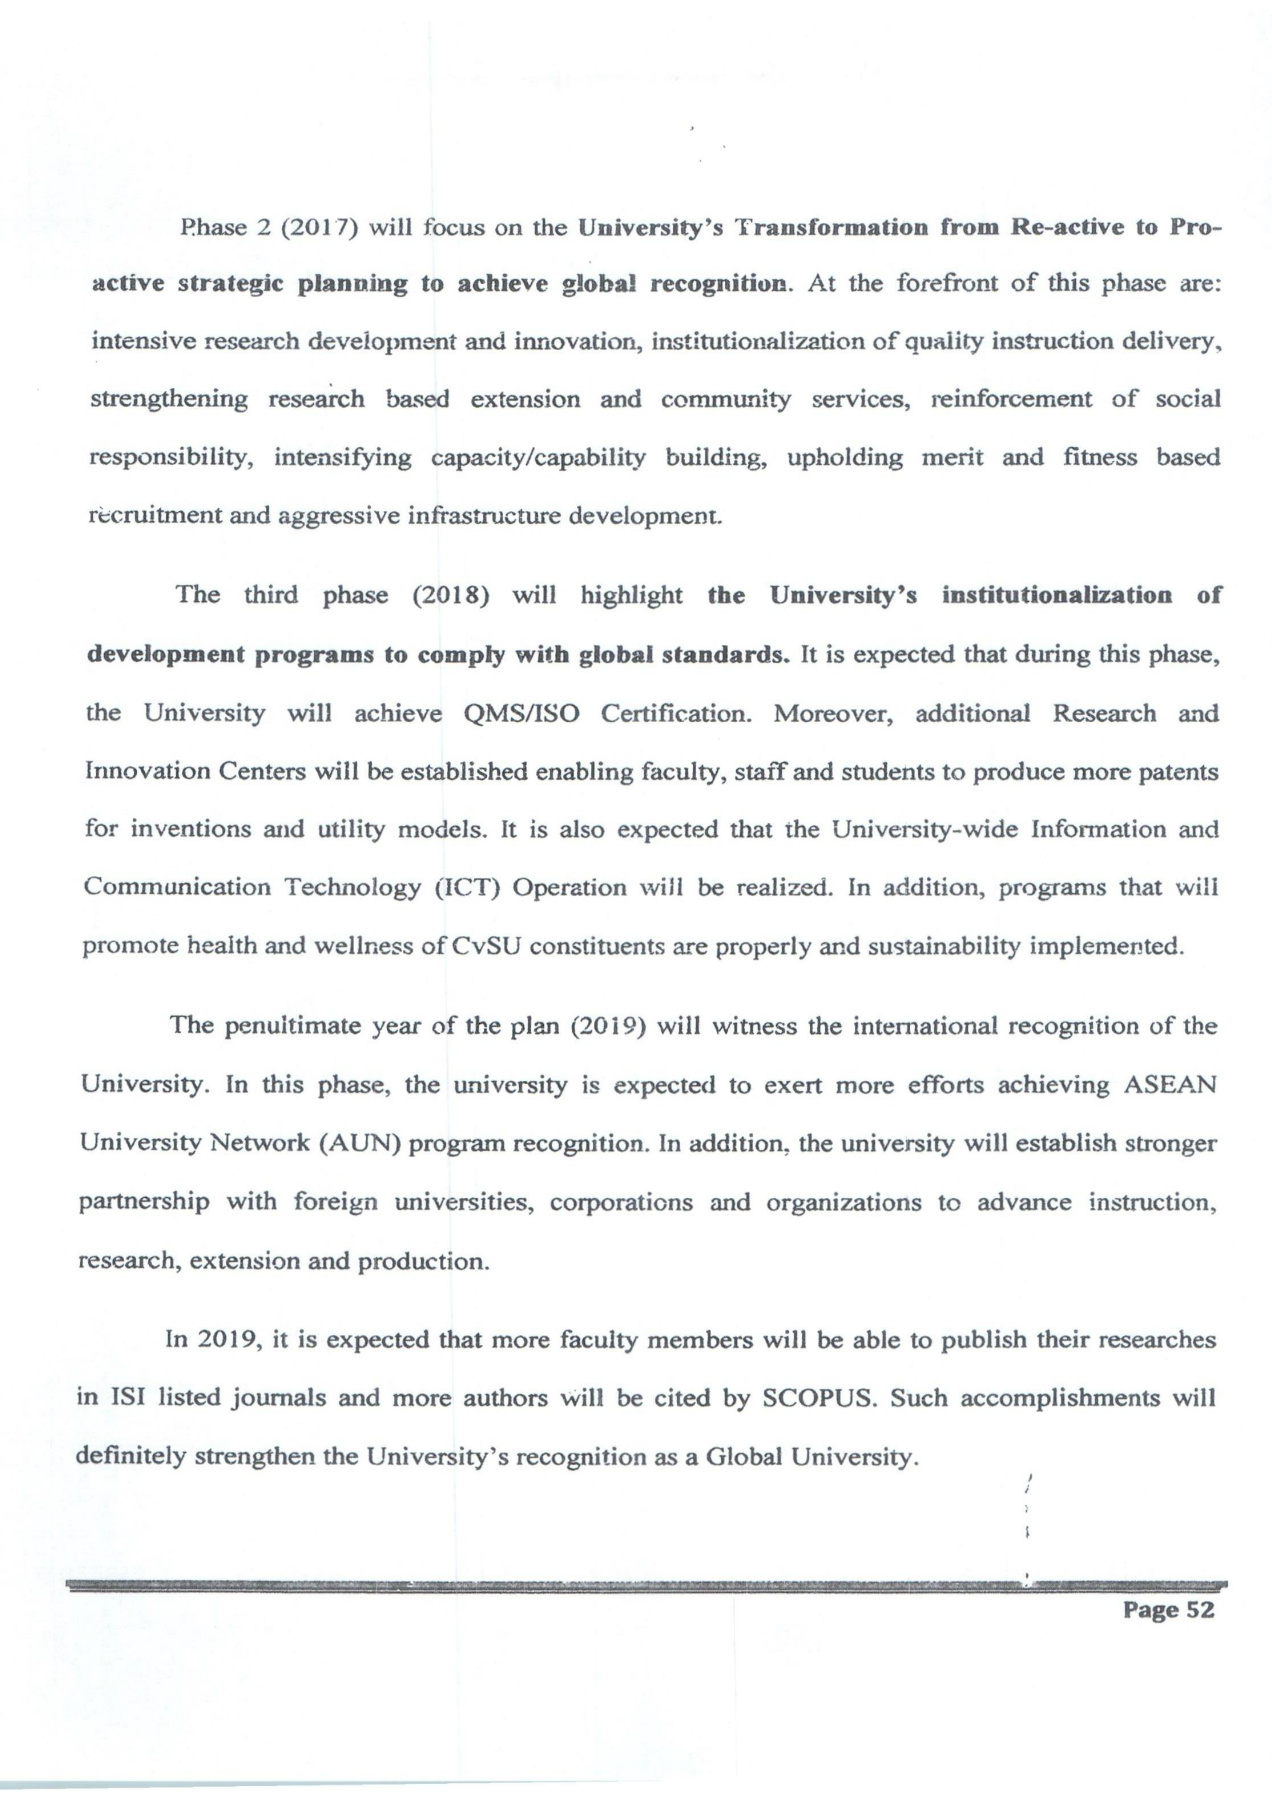 Phase 2 (2017) will focus on the University's Transformation from Re-active to Pro-
active strategic planning to achieve global recognition. At the forefront of this phase are:
intensive research development and innovation, institutionalization of quality instruction delivery,
strengthening research based extension and community services, reinforcement of social
responsibility, intensifying capacity/capability building, upholding merit and fitness based
recruitment and aggressive infrastructure development.
The third phase (2018) will highlight the University's institutionalization of
development programs to comply with global standards. It is expected that during this phase,
the University will achieve QMS/ISO Certification. Moreover, additional Research and
Innovation Centers will be established enabling faculty, staff and students to produce more patents
for inventions and utility models. It is also expected that the University-wide Information and
Communication Technology (ICT) Operation will be realized. In addition, programs that will
promote health and wellness of CvSU constituents are properly and sustainability implemented.
The penultimate year of the plan (2019) will witness the international recognition of the
University. In this phase, the university is expected to exert more efforts achieving ASEAN
University Network (AUN) program recognition. In addition, the university will establish stronger
partnership with foreign universities, corporations and organizations to advance instruction,
research, extension and production.
In 2019, it is expected that more faculty members will be able to publish their researches
in ISI listed journals and more authors will be cited by SCOPUS. Such accomplishments will
definitely strengthen the University's recognition as a Global University.
Page 52